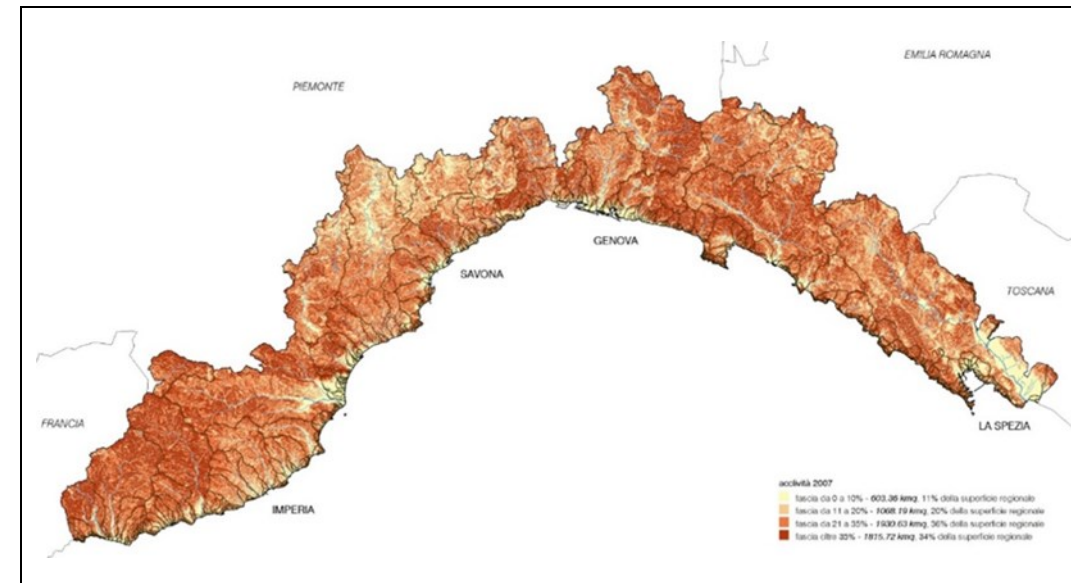 EMILIA ROMAGNA
PIEMONTE
GENOVA
SAVONA
TOSCANA
FRANCIA
LA SPEZIA
IMPERIA
acclività 2007
fascia da 0 a 10% - 603.36 kmq, 11% della superficie regionale
fascia da 11 a 20% - 1068.19 kmq, 20% della superficie regionale
fascia da 21 a 35% - 1930.63 kmq, 36% della superficie regionale
fascia oltre 35% - 1815.72 kmq, 34% della superficie regionale